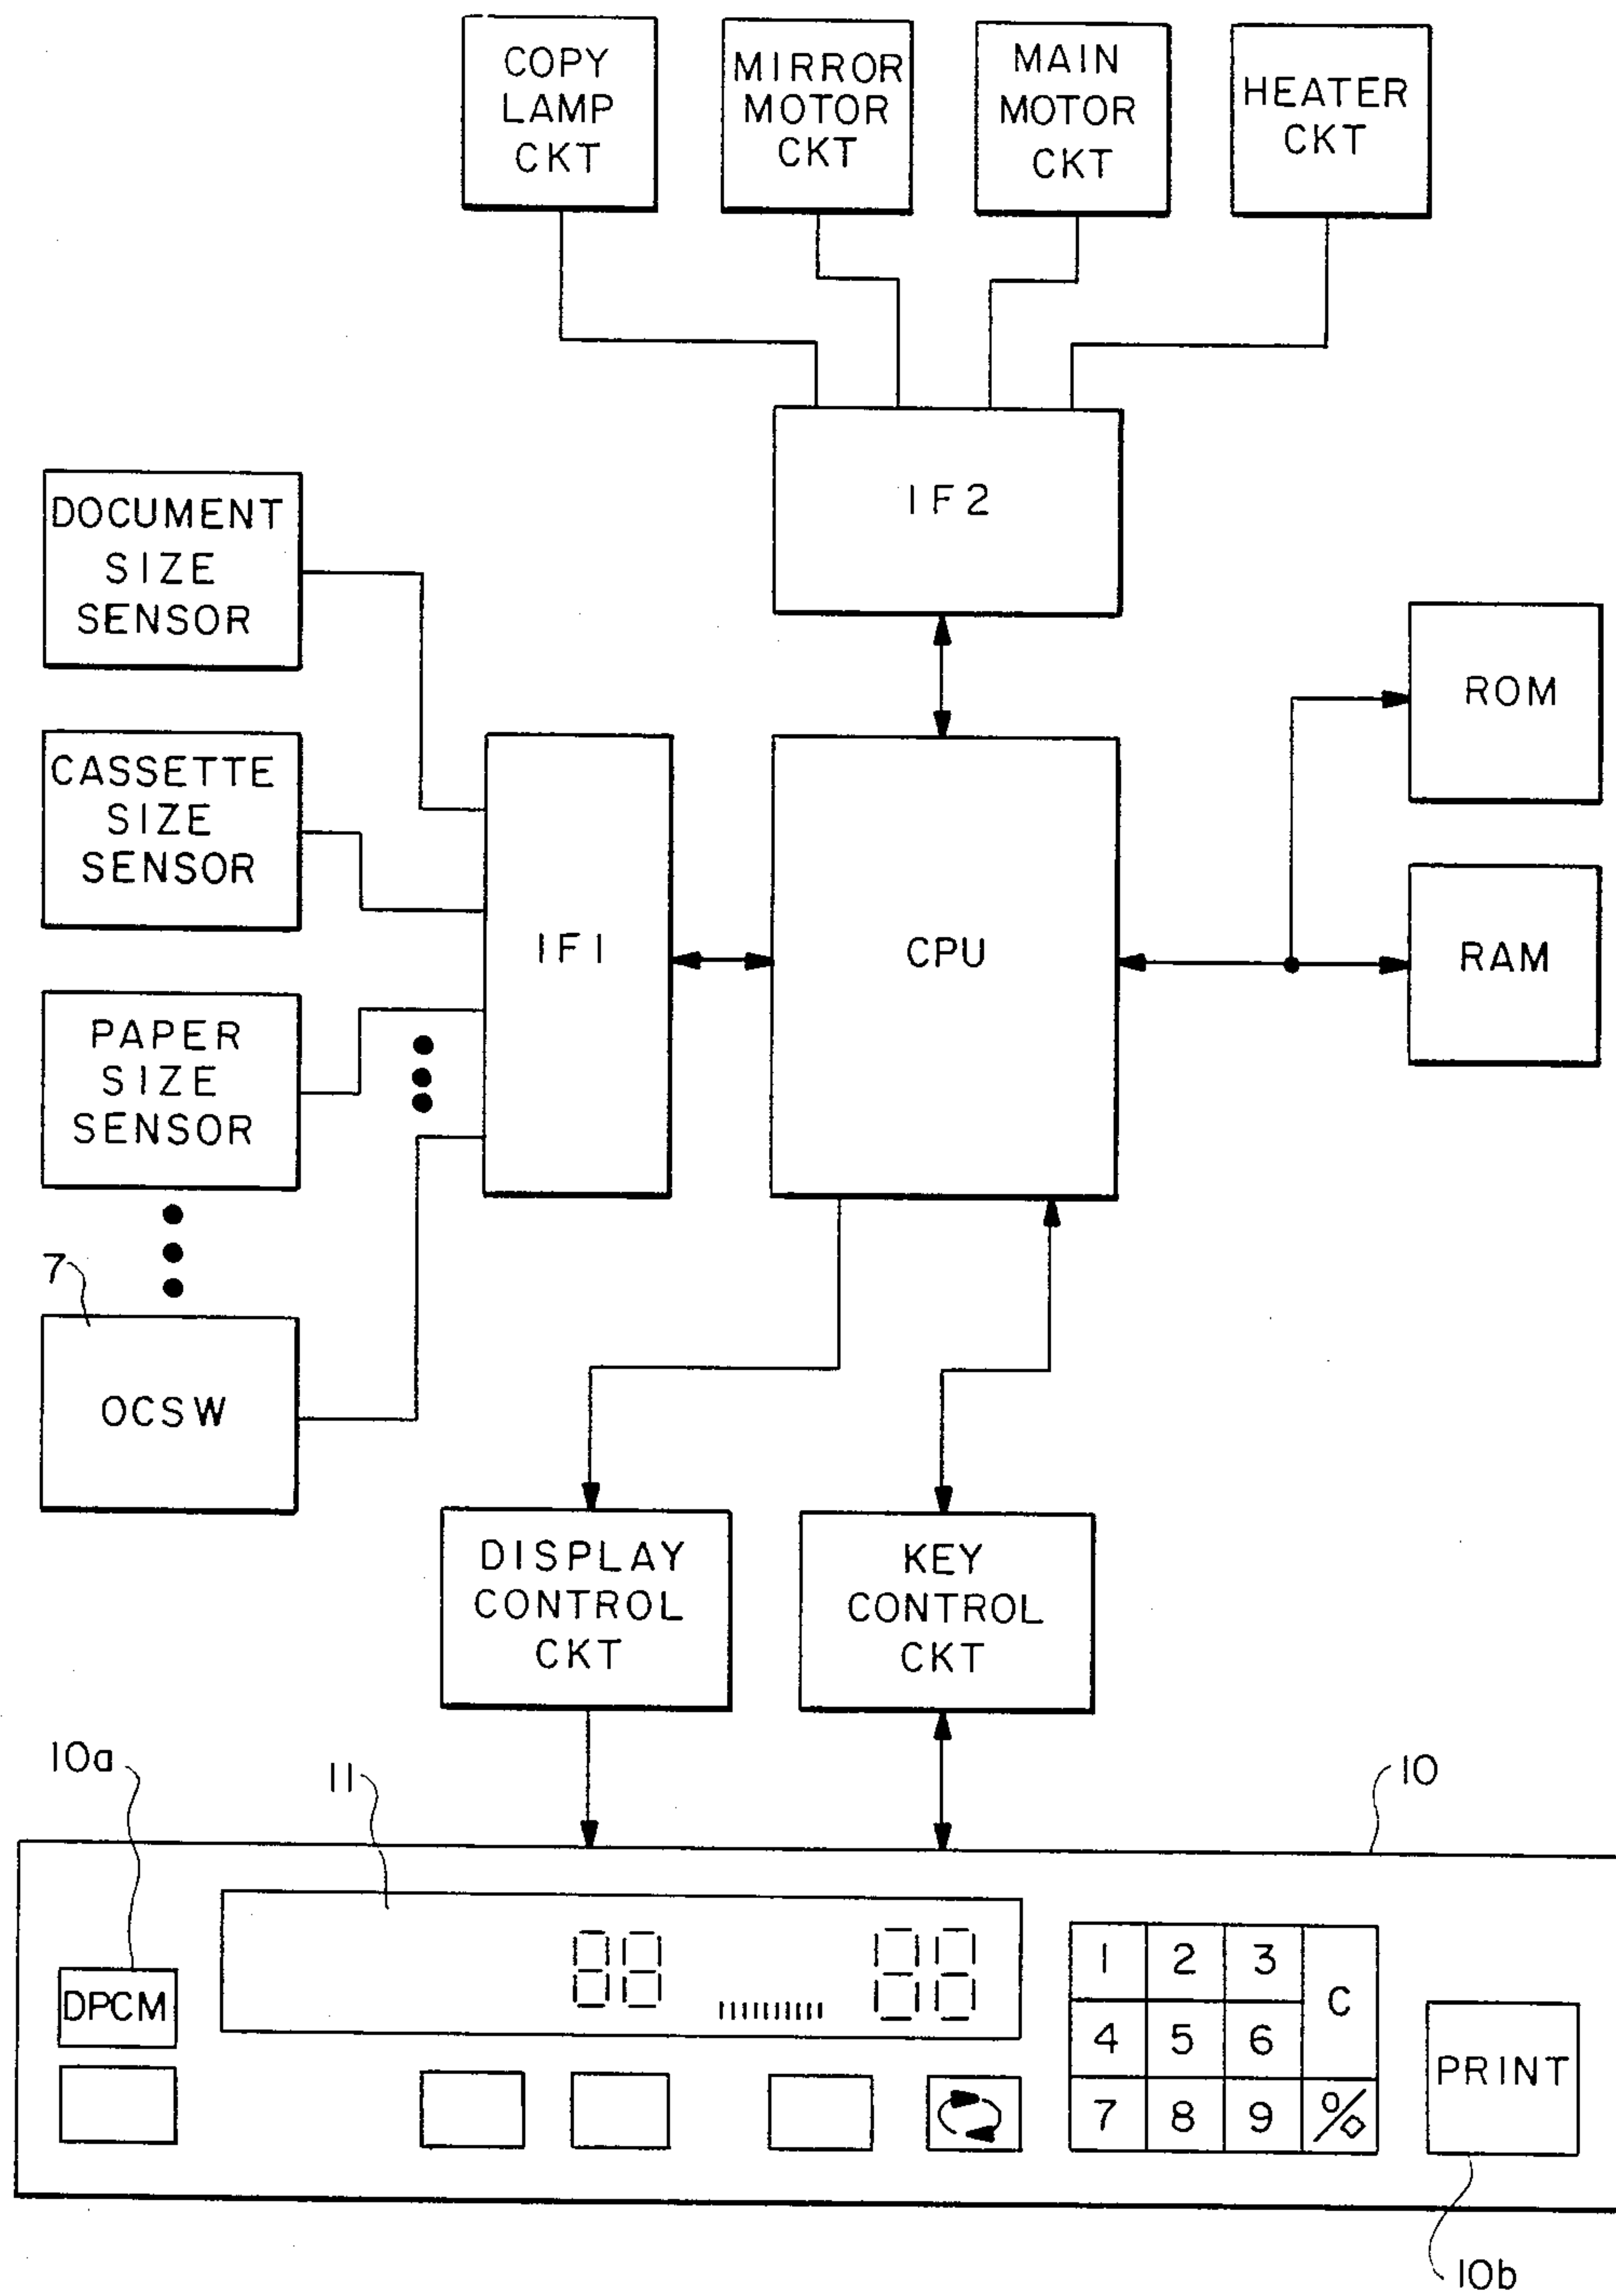 COPY
LAMP
CKT
MIRROR
MOTOR
CKT
MAIN
MOTOR
CKT
HEATER
CKT
IF2
DOCUMENT
SIZE
SENSOR
ROM
CASSETTE
SIZE
SENSOR
IF1
CPU
RAM
PAPER
SIZE
SENSOR
7
OCSW
DISPLAY
CONTROL
CKT
KEY
CONTROL
CKT
10a
11
10
DPCM
88
88
1 2 3 C
4 5 6
7 8 9 %
PRINT
10b